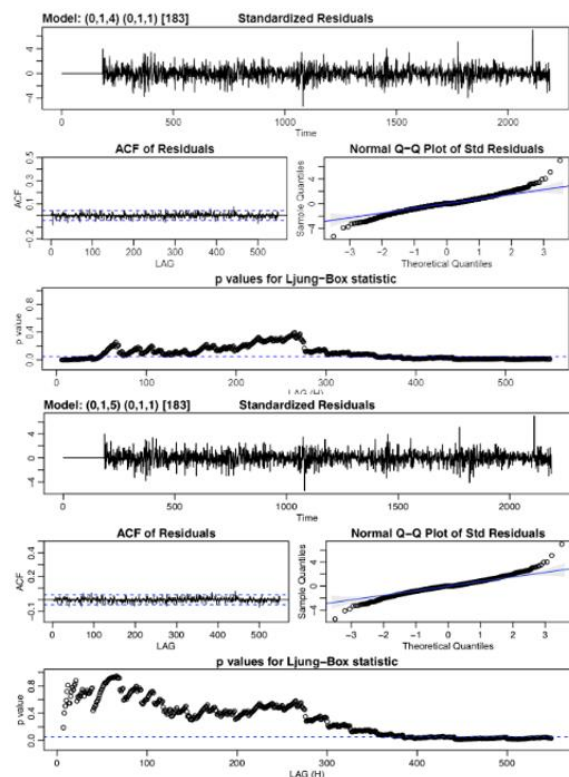 Model: (0,1,4) (0,1,1) [183] Standardized Residuals
4
0
-4
0 500 1000 1500 2000
Time
ACF of Residuals
ACF
0.5
0.1
-0.2
0 100 200 300 400 500
LAG
Normal Q-Q Plot of Std Residuals
Sample Quantiles
4
0
-4
-3 -2 -1 0 1 2 3
Theoretical Quantiles
p values for Ljung-Box statistic
p value
0.8
0.4
0.0
0 100 200 300 400 500
LAG (H)
Model: (0,1,5) (0,1,1) [183] Standardized Residuals
4
0
-4
0 500 1000 1500 2000
Time
ACF of Residuals
ACF
0.4
-0.1
0 100 200 300 400 500
LAG
Normal Q-Q Plot of Std Residuals
Sample Quantiles
4
0
-4
-3 -2 -1 0 1 2 3
Theoretical Quantiles
p values for Ljung-Box statistic
p value
0.8
0.4
0.0
0 100 200 300 400 500
LAG (H)